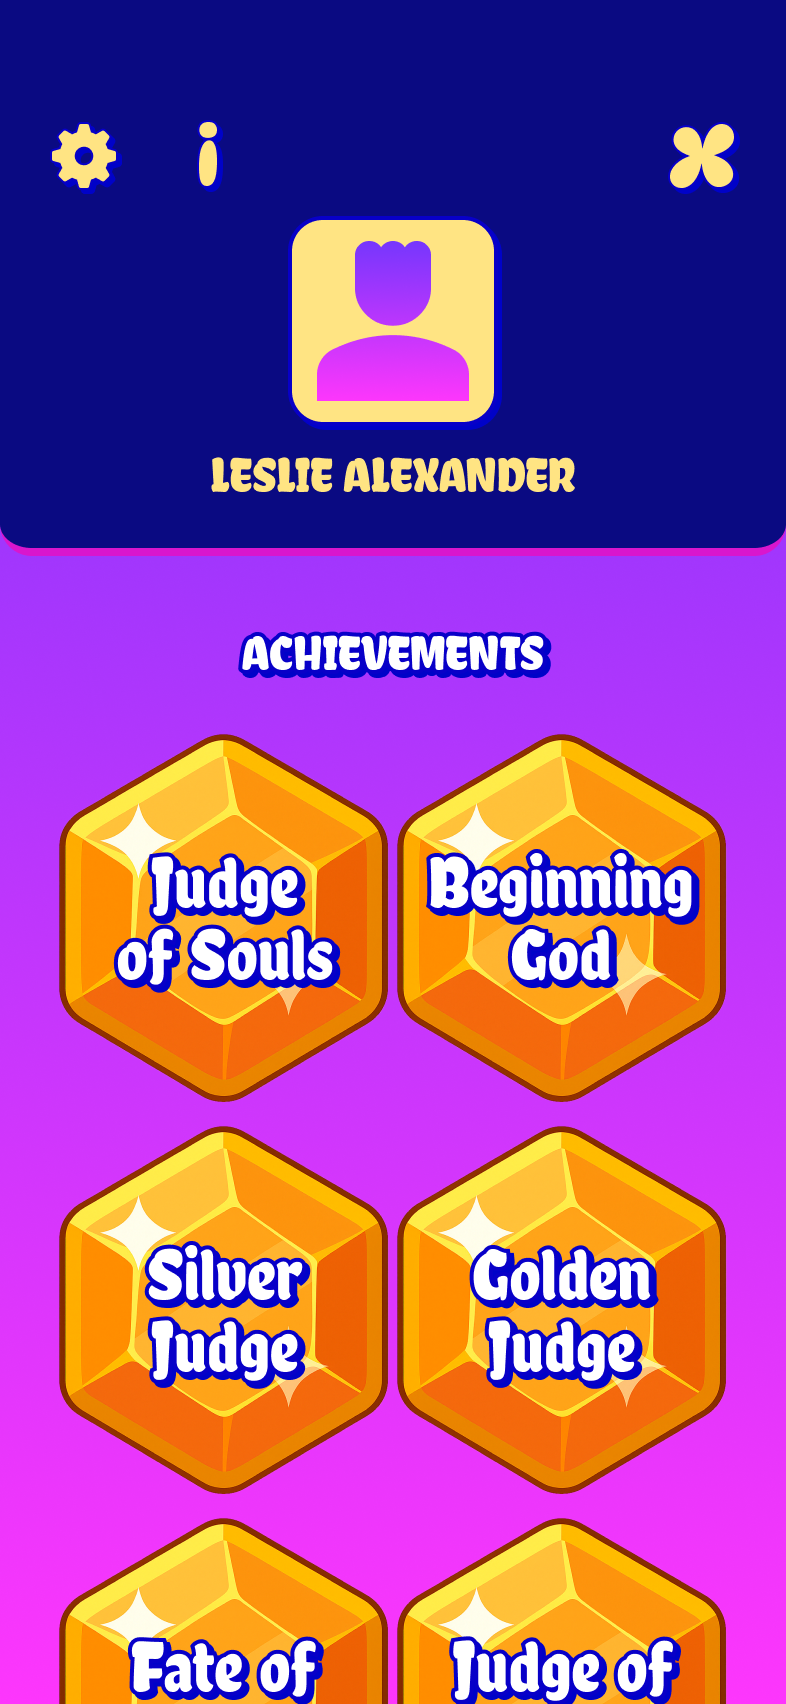 LESLIE ALEXANDER
ACHIEVEMENTS
Judge
of Souls
Beginning
God
Silver
Judge
Golden
Judge
Fate of
Judge of